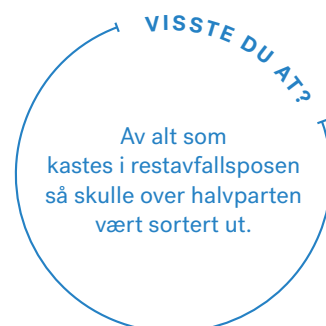 VISSTE DU AT?
Av alt som
kastes i restavfallsposen
så skulle over halvparten
vært sortert ut.